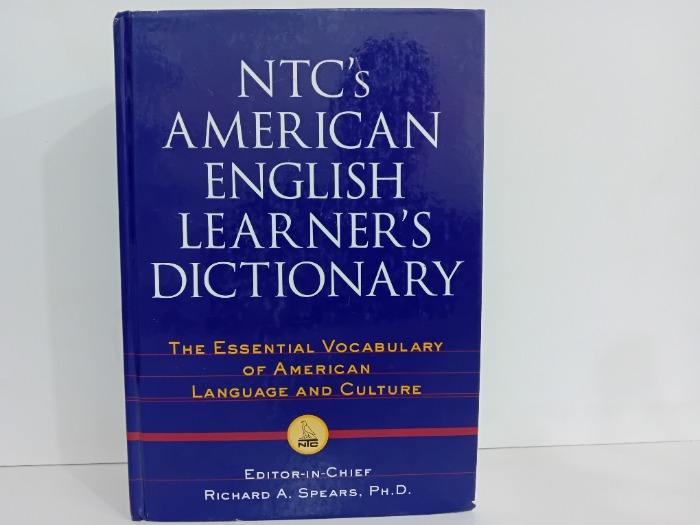 NTC's
AMERICAN
ENGLISH
LEARNER'S
DICTIONARY
THE ESSENTIAL VOCABULARY
OF AMERICAN
LANGUAGE AND CULTURE
NTC
EDITOR-IN-CHIEF
RICHARD A. SPEARS, PH.D.